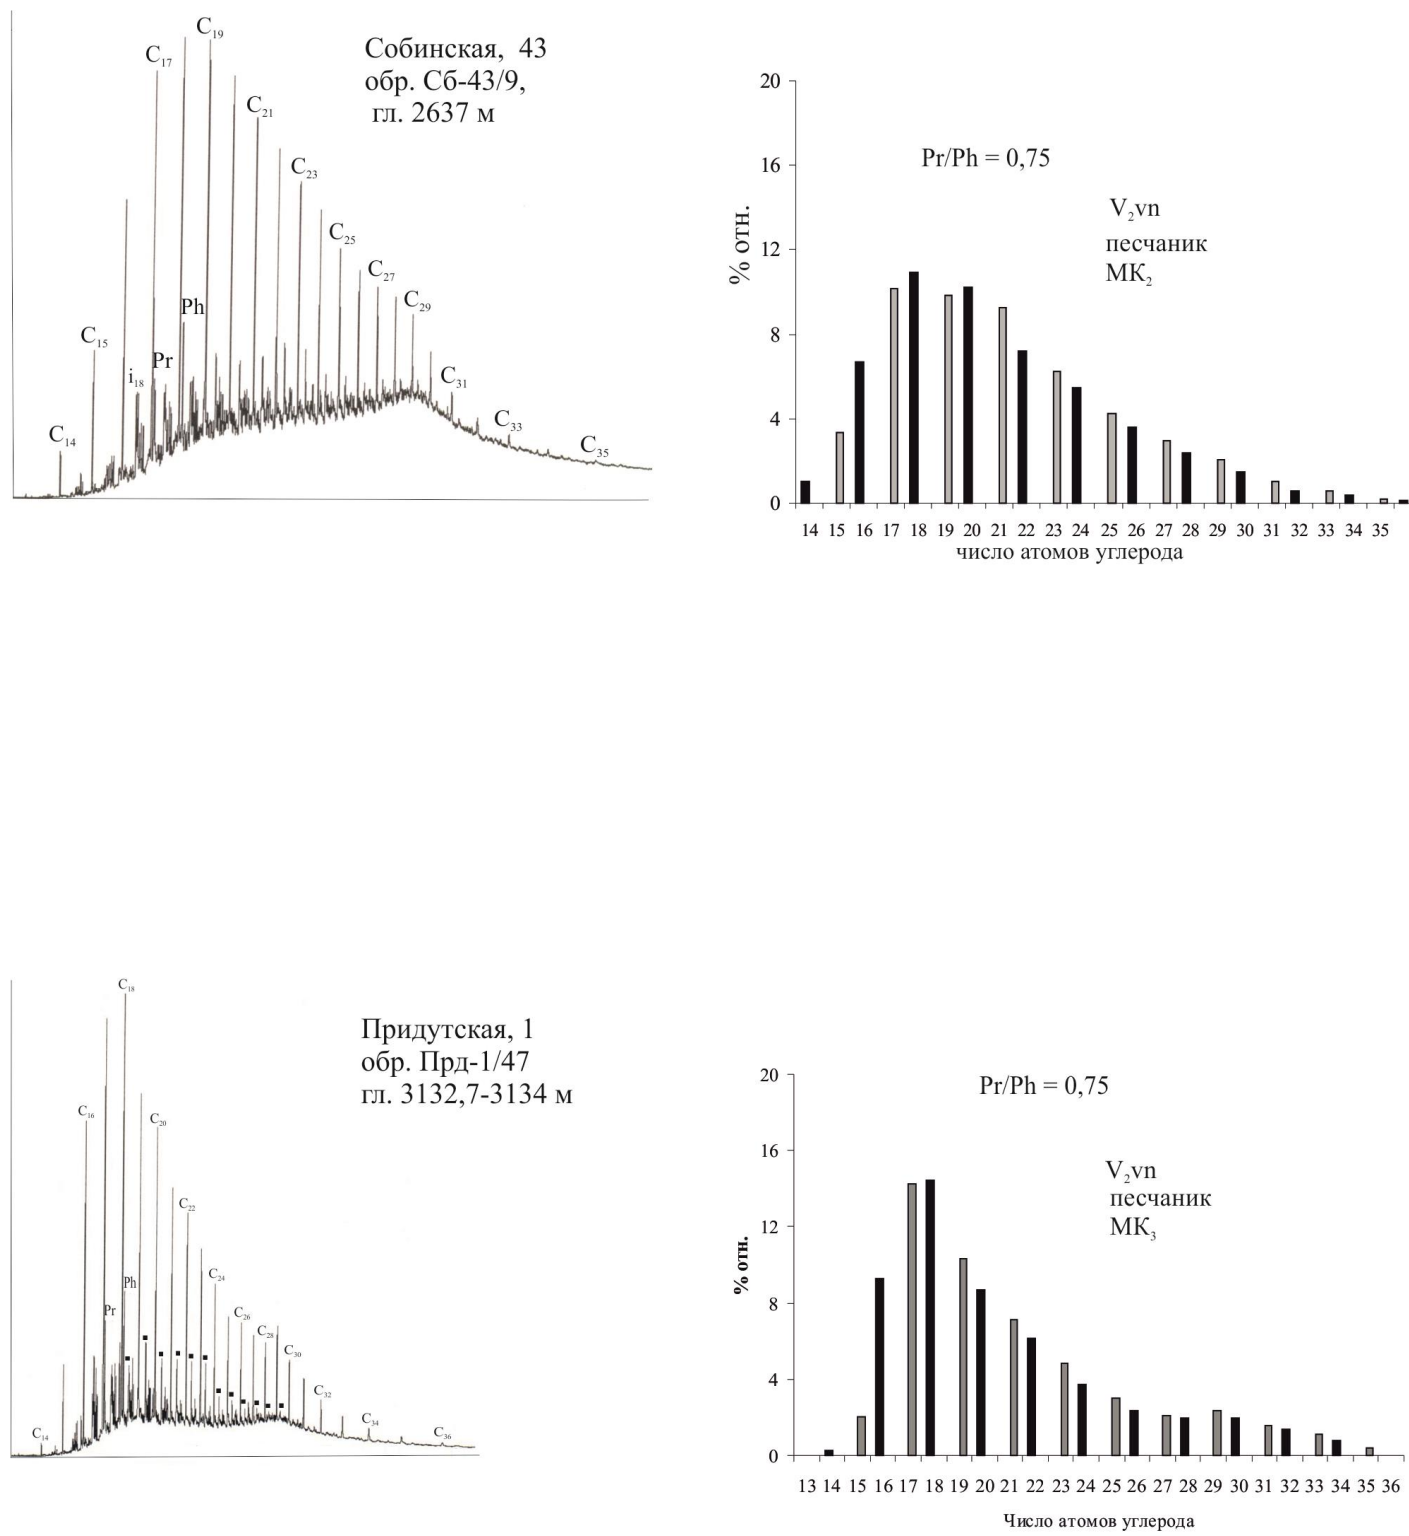 C19
C17
Собинская, 43
обр. Сб-43/9,
гл. 2637 м
C21
C23
C25
C27
C29
Ph
C15
Pr
i18
C31
C14
C33
C35
20
16
12
8
4
0
% отн.
Pr/Ph = 0,75
V2vn
песчаник
МК2
14 15 16 17 18 19 20 21 22 23 24 25 26 27 28 29 30 31 32 33 34 35
число атомов углерода
C18
Придутская, 1
обр. Прд-1/47
гл. 3132,7-3134 м
C16
C20
C22
C24
Ph
Pr
C26
C28
C30
C32
C34
C14
C36
20
16
12
8
4
0
% отн.
Pr/Ph = 0,75
V2vn
песчаник
МК3
13 14 15 16 17 18 19 20 21 22 23 24 25 26 27 28 29 30 31 32 33 34 35 36
Число атомов углерода